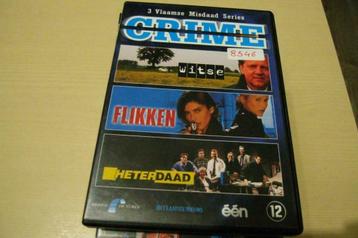 3 Vlaamse Misdaad Series
CRIME
8546
witse
FLIKKEN
HETERDAAD
één
12